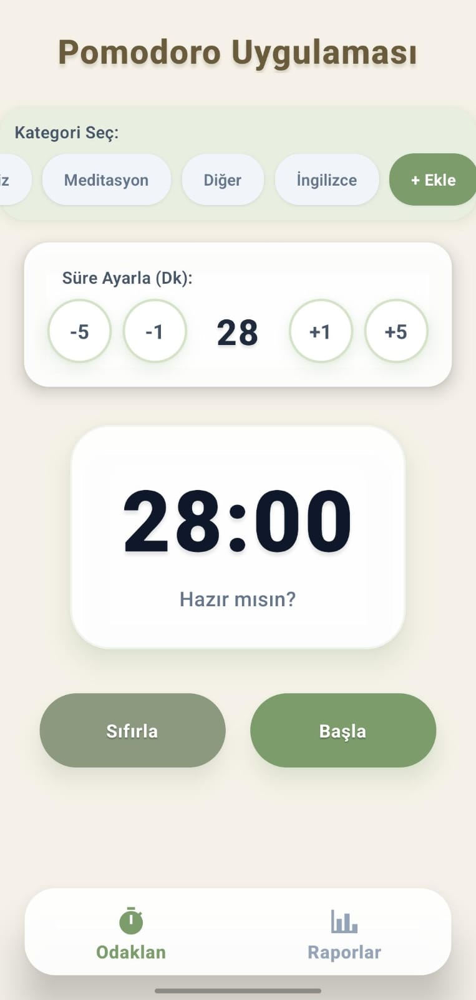 Pomodoro Uygulaması
Kategori Seç:
iz Meditasyon Diğer İngilizce + Ekle
Süre Ayarla (Dk):
-5 -1 28 +1 +5
28:00
Hazır mısın?
Sıfırla Başla
Odaklan Raporlar